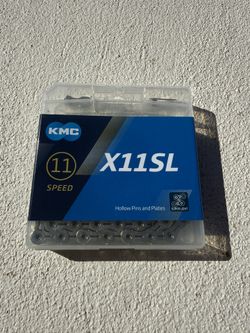 KMC
11
SPEED
X11SL
Hollow Pins and Plates